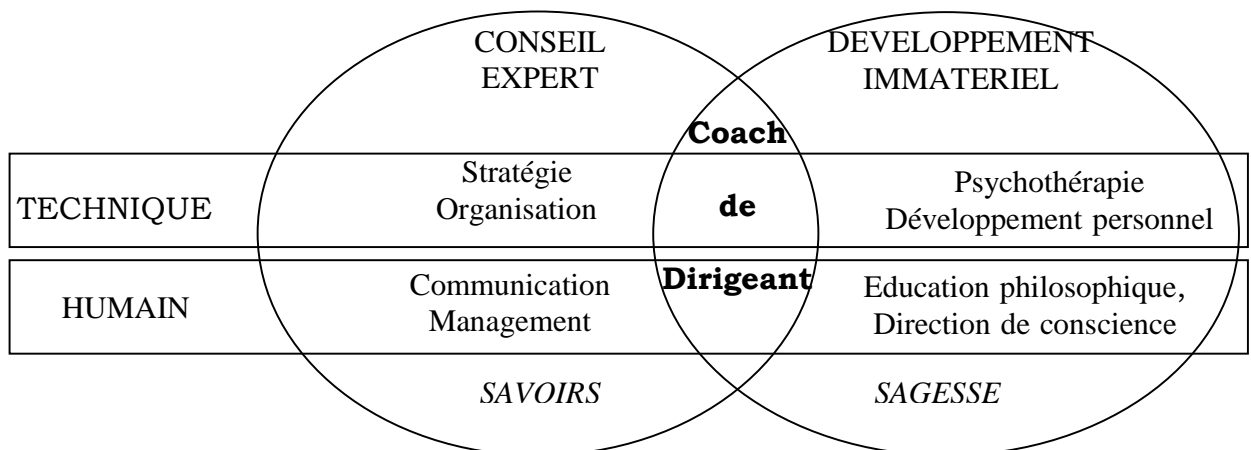 CONSEIL
EXPERT
DEVELOPPEMENT
IMMATERIEL
Coach
TECHNIQUE
Stratégie
Organisation
de
Psychothérapie
Développement personnel
HUMAIN
Communication
Management
Dirigeant
Education philosophique,
Direction de conscience
SAVOIRS
SAGESSE